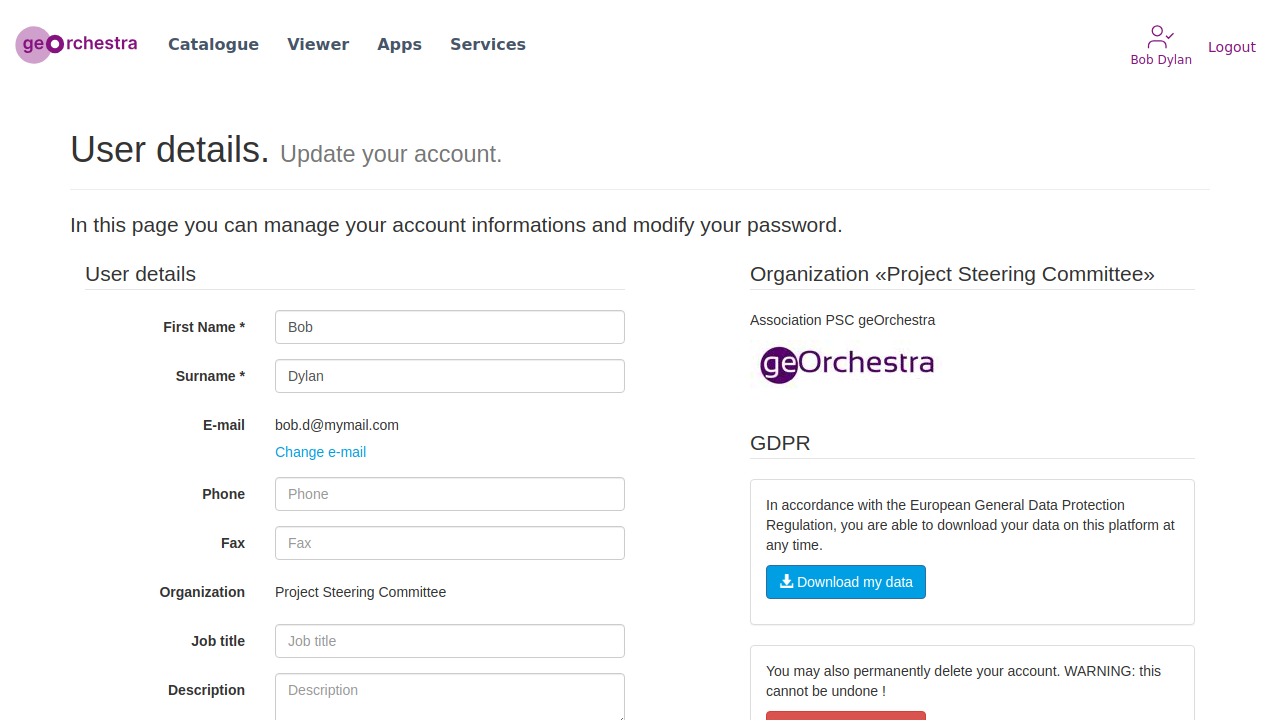 geOrchestra Catalogue Viewer Apps Services Bob Dylan Logout
User details. Update your account.
In this page you can manage your account informations and modify your password.
User details
First Name * Bob
Surname * Dylan
E-mail bob.d@mymail.com
Change e-mail
Phone Phone
Fax Fax
Organization Project Steering Committee
Job title Job title
Description Description
Organization «Project Steering Committee»
Association PSC geOrchestra
geOrchestra
GDPR
In accordance with the European General Data Protection
Regulation, you are able to download your data on this platform at
any time.
Download my data
You may also permanently delete your account. WARNING: this
cannot be undone !